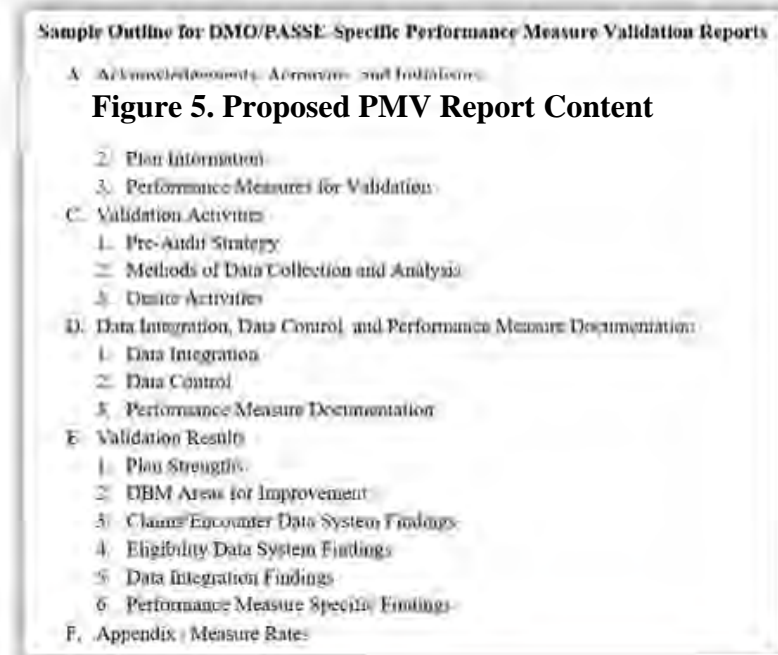 Sample Outline for DMO/PASSE Specific Performance Measure Validation Reports
A. Acknowledgements, Acronyms, and Initialisms
Figure 5. Proposed PMV Report Content
2. Plan Information
3. Performance Measures for Validation
C. Validation Activities
1. Pre-Audit Strategy
2. Methods of Data Collection and Analysis
3. Onsite Activities
D. Data Integration, Data Control, and Performance Measure Documentation
1. Data Integration
2. Data Control
3. Performance Measure Documentation
E. Validation Results
1. Plan Strengths
2. DBM Areas for Improvement
3. Claims/Encounter Data System Findings
4. Eligibility Data System Findings
5. Data Integration Findings
6. Performance Measure Specific Findings
F. Appendix: Measure Rates